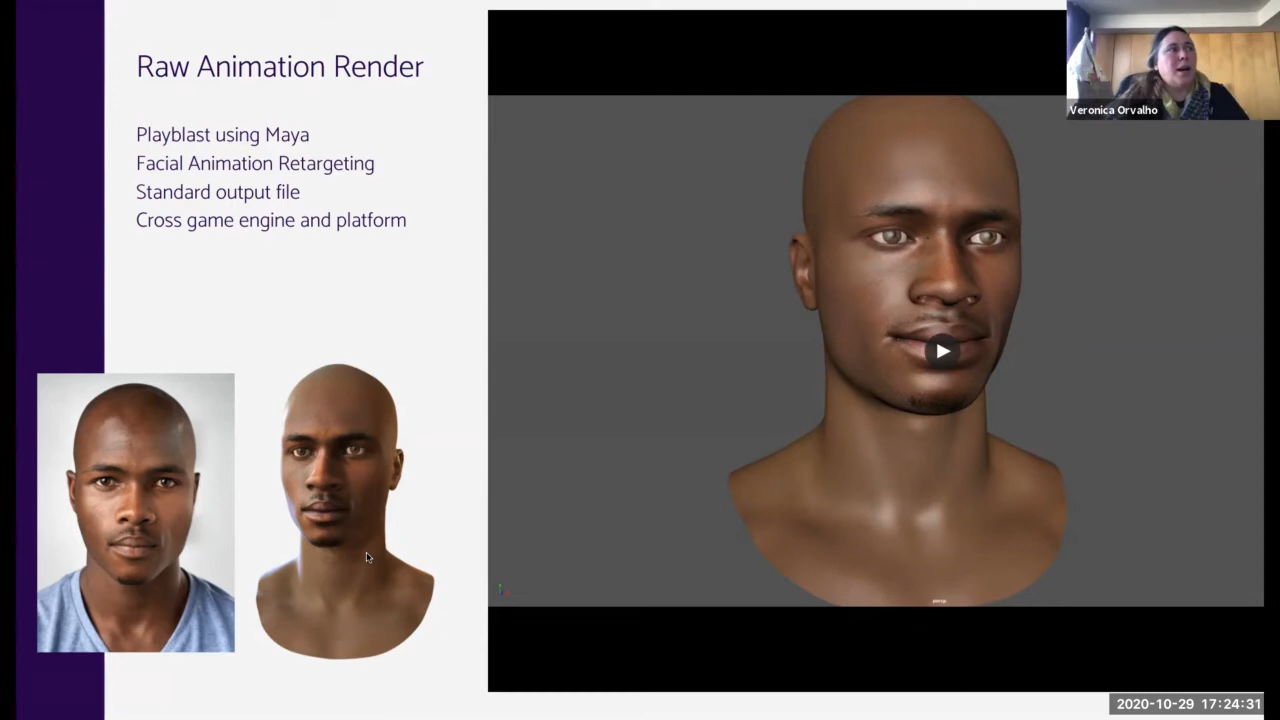 Raw Animation Render
Playblast using Maya
Facial Animation Retargeting
Standard output file
Cross game engine and platform
Veronica Orvalho
persp
2020-10-29 17:24:31